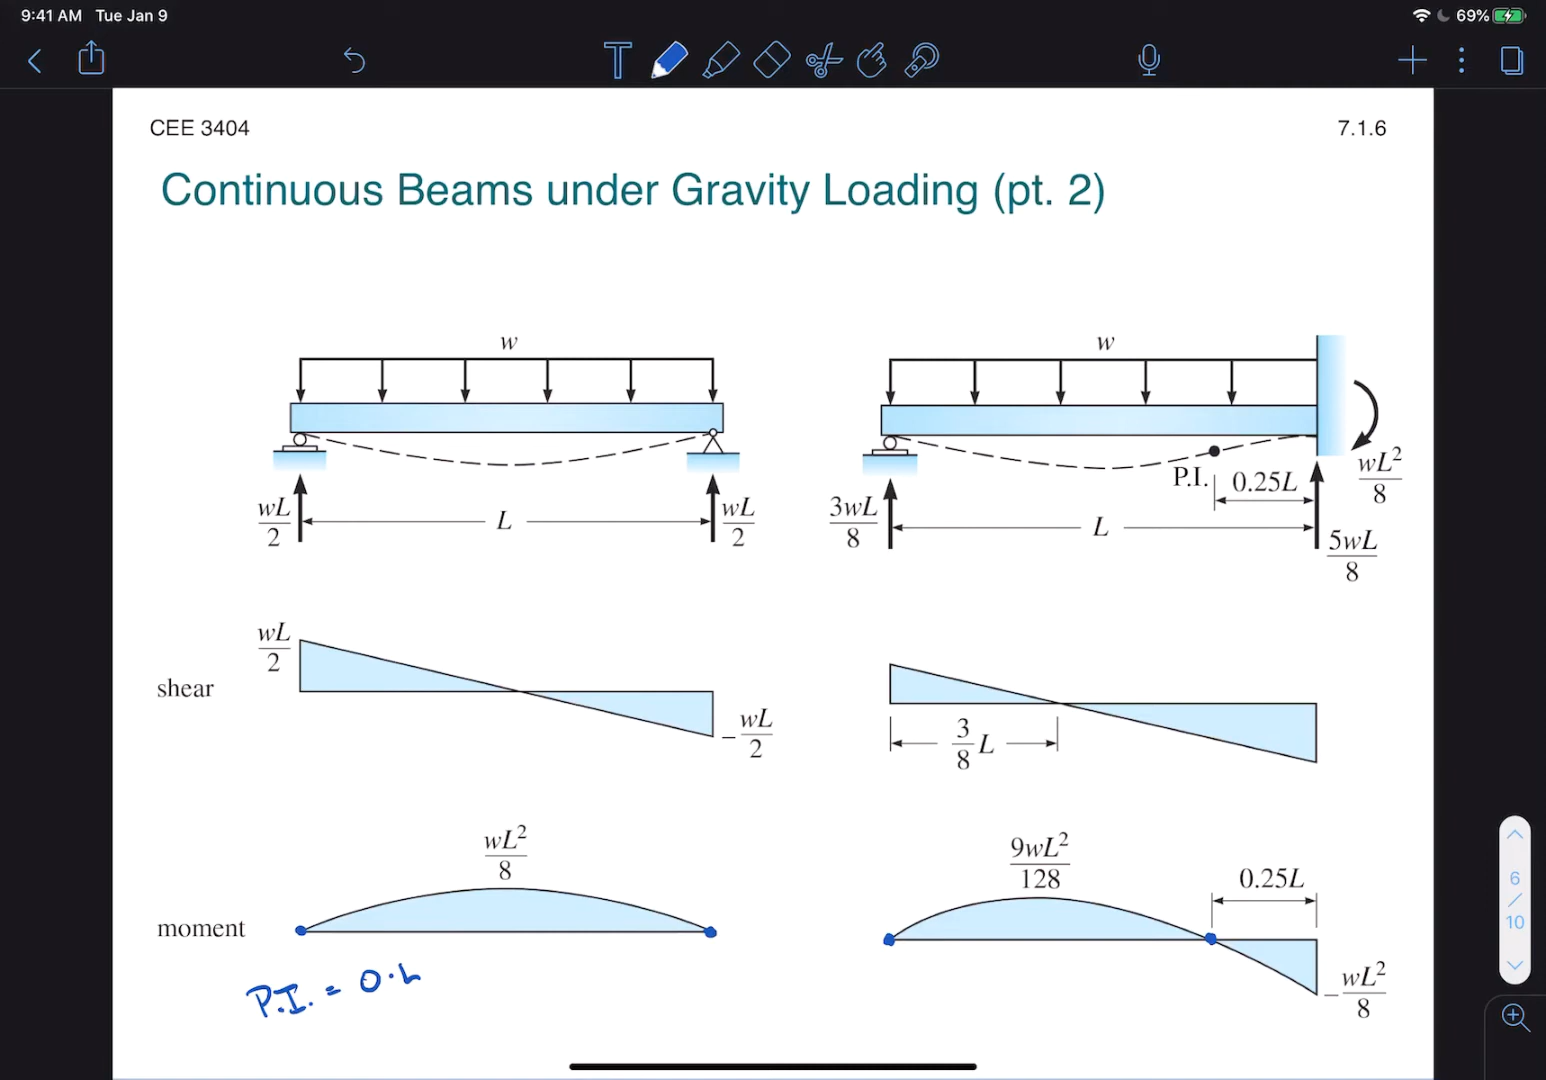 9:41 AM Tue Jan 9
69%
CEE 3404
7.1.6
Continuous Beams under Gravity Loading (pt. 2)
w
w
wL/2
L
wL/2
3wL/8
L
P.I.
0.25L
wL²/8
5wL/8
shear
wL/2
-wL/2
3/8 L
moment
wL²/8
9wL²/128
0.25L
-wL²/8
P.I. = 0·L
6
/
10